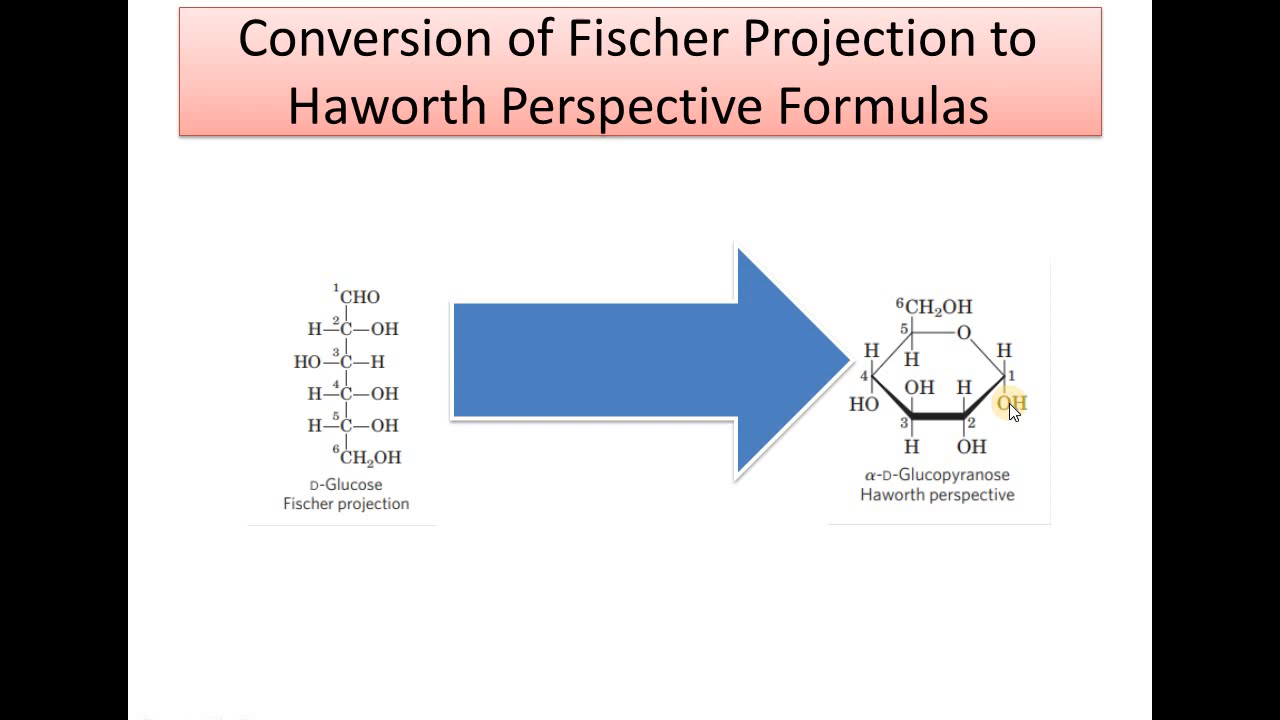 Conversion of Fischer Projection to
Haworth Perspective Formulas
1CHO
H–2C–OH
HO–3C–H
H–4C–OH
H–5C–OH
6CH2OH
D-Glucose
Fischer projection
6CH2OH
5 O
H H H
4 1
OH H
HO OH
3 2
H OH
α-D-Glucopyranose
Haworth perspective